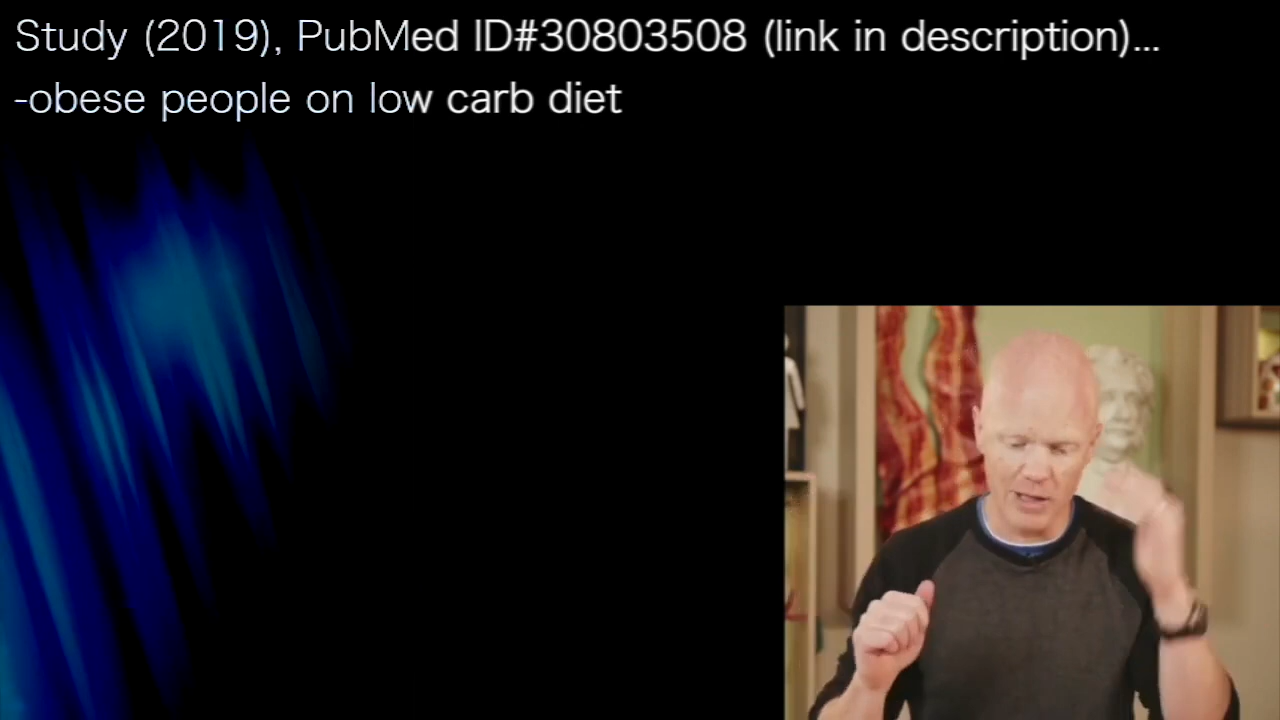 Study (2019), PubMed ID#30803508 (link in description)...
-obese people on low carb diet